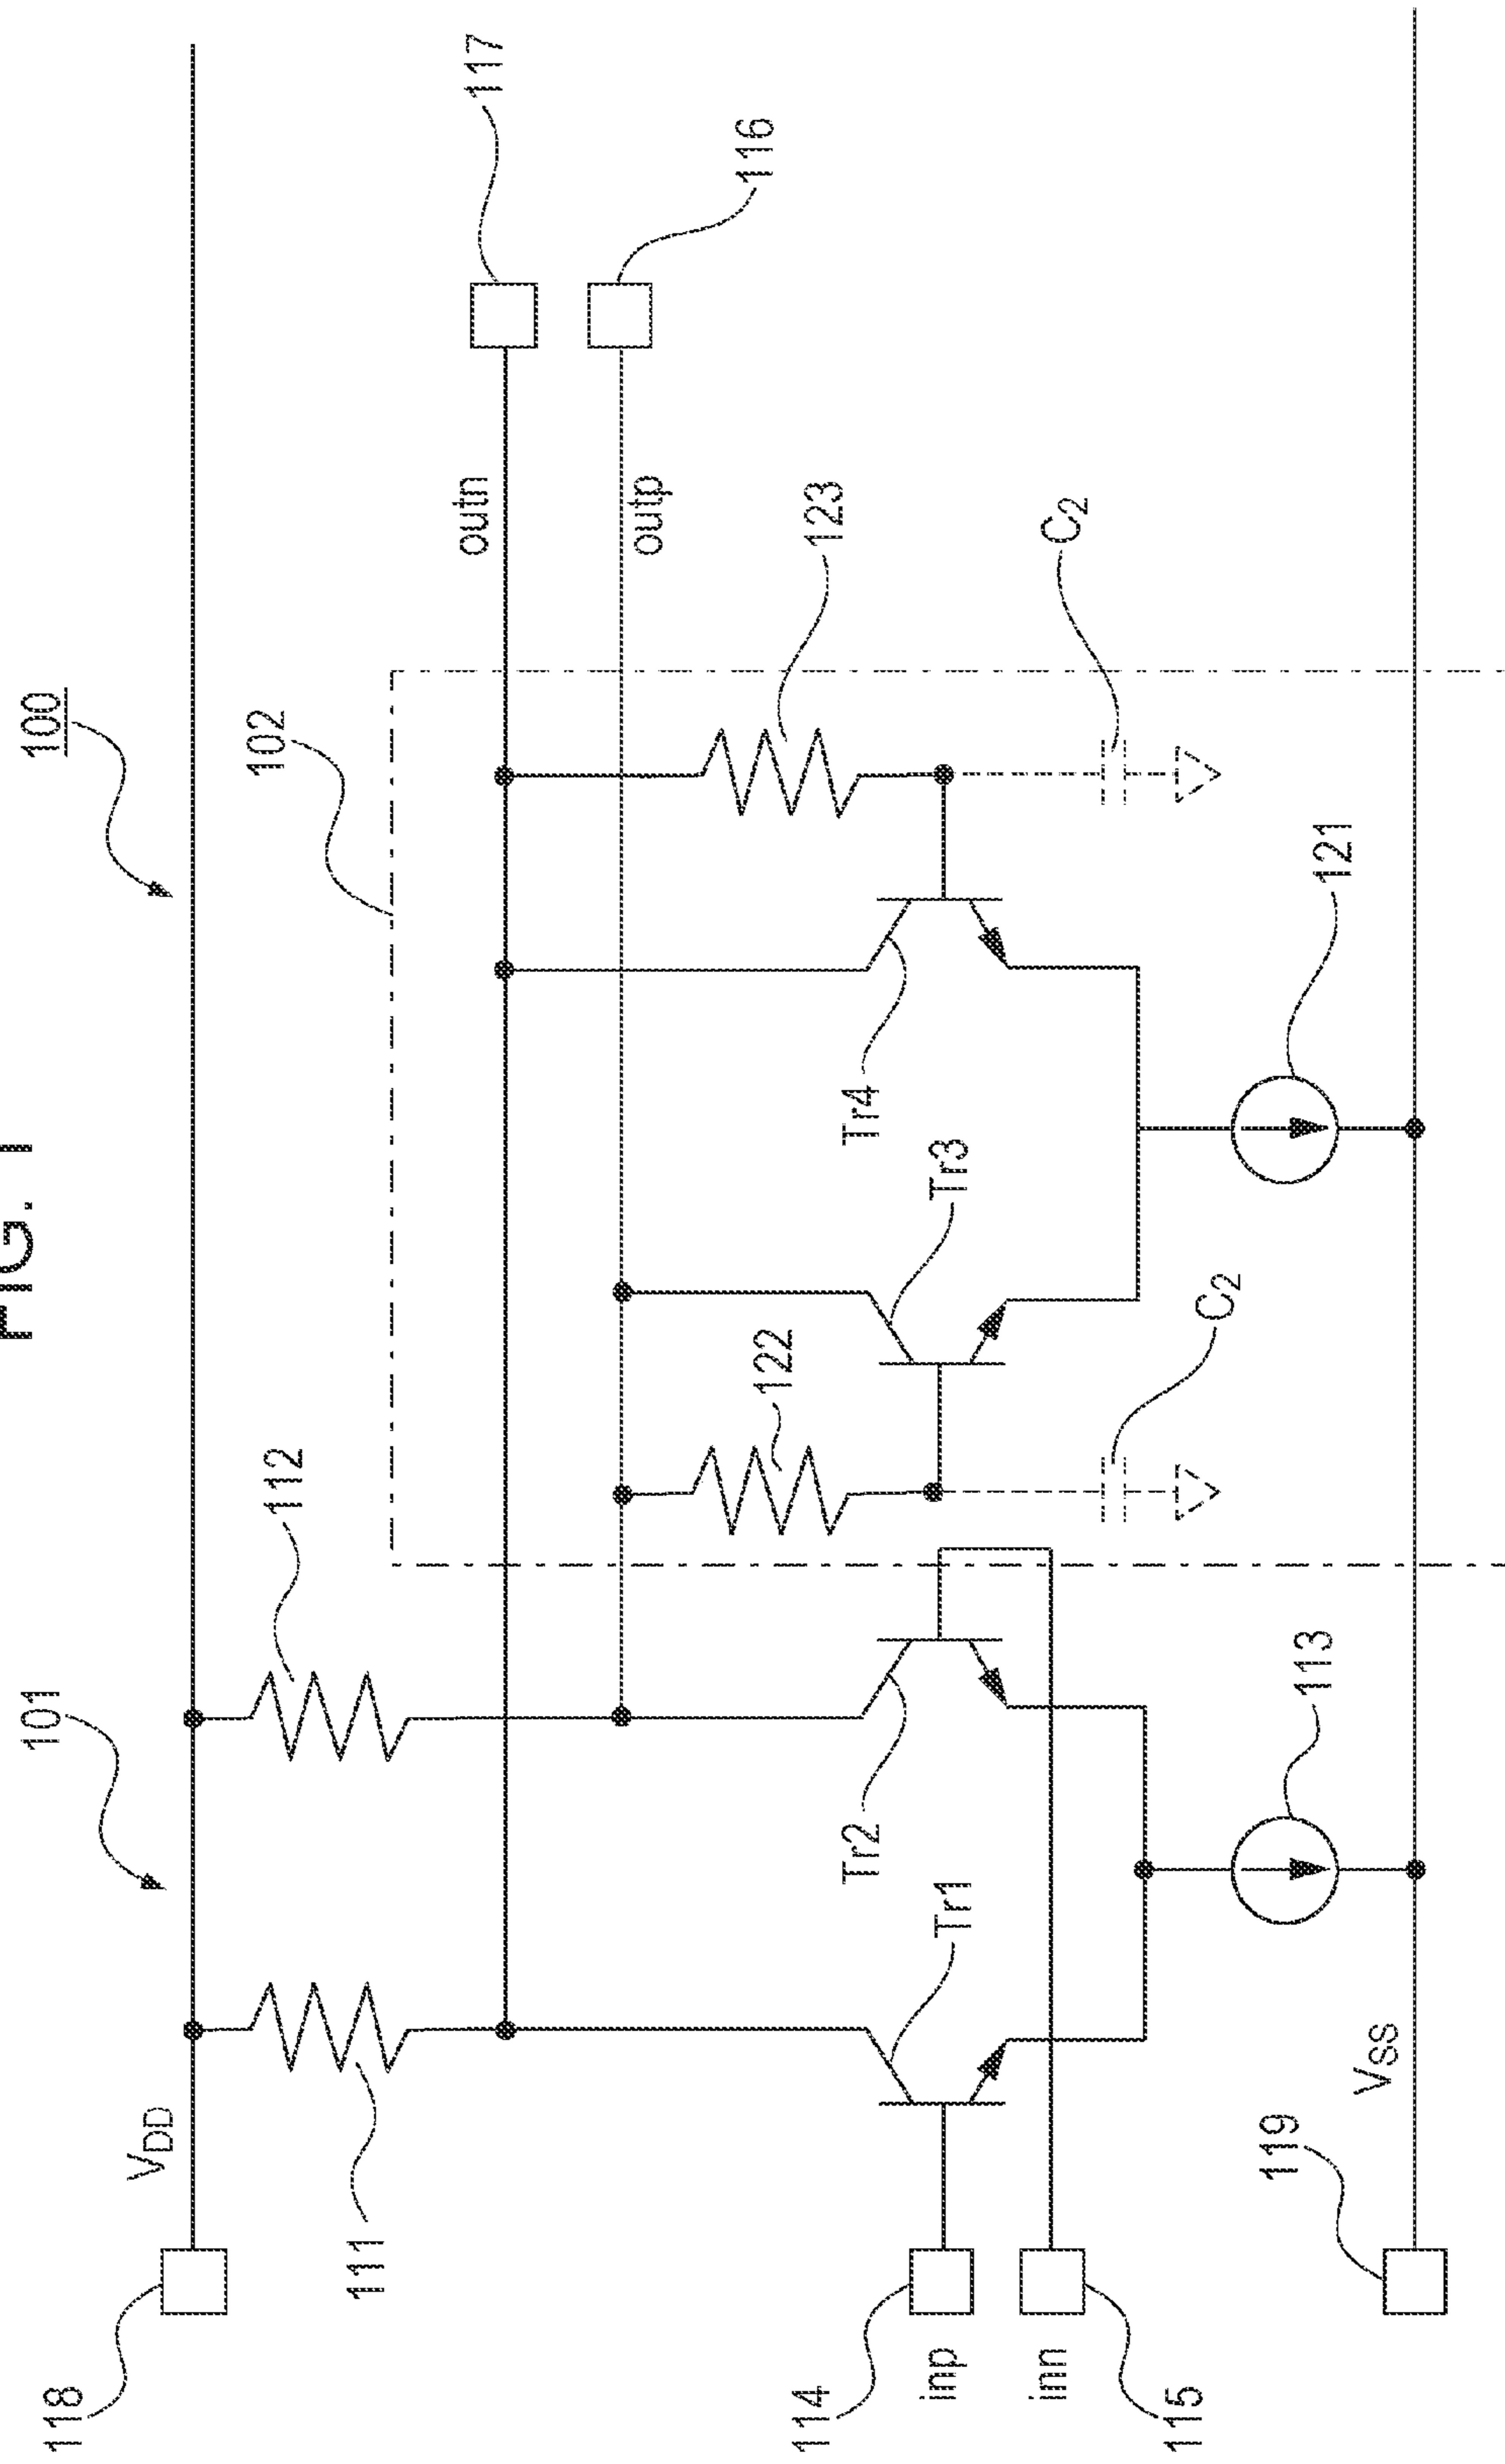 FIG. 1
100
101
102
112
117
118
VDD
111
outn
116
outp
122
123
Tr3
Tr4
C2
C2
Tr1
Tr2
114
inp
inn
115
113
121
119
VSS